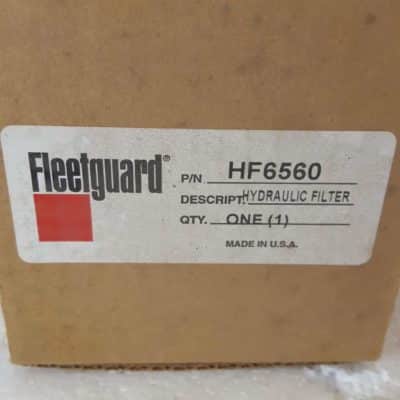 Fleetguard®
P/N HF6560
DESCRIPT. HYDRAULIC FILTER
QTY. ONE (1)
MADE IN U.S.A.